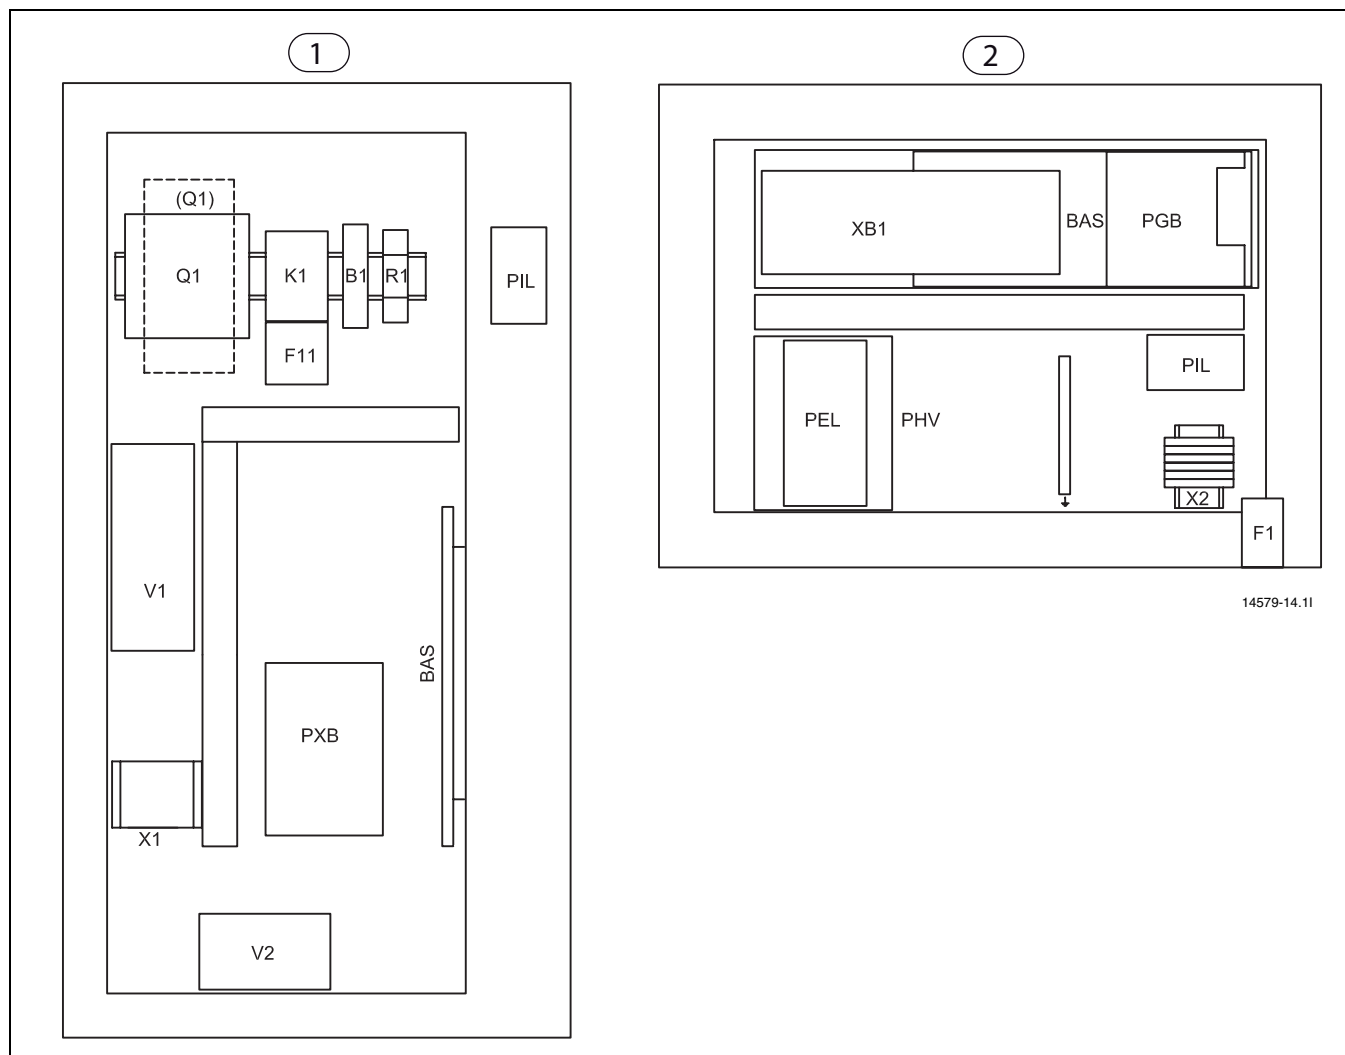 1
(Q1)
Q1
K1
B1
R1
PIL
F11
V1
BAS
PXB
X1
V2
2
XB1
BAS
PGB
PIL
PEL
PHV
X2
F1
14579-14.1I